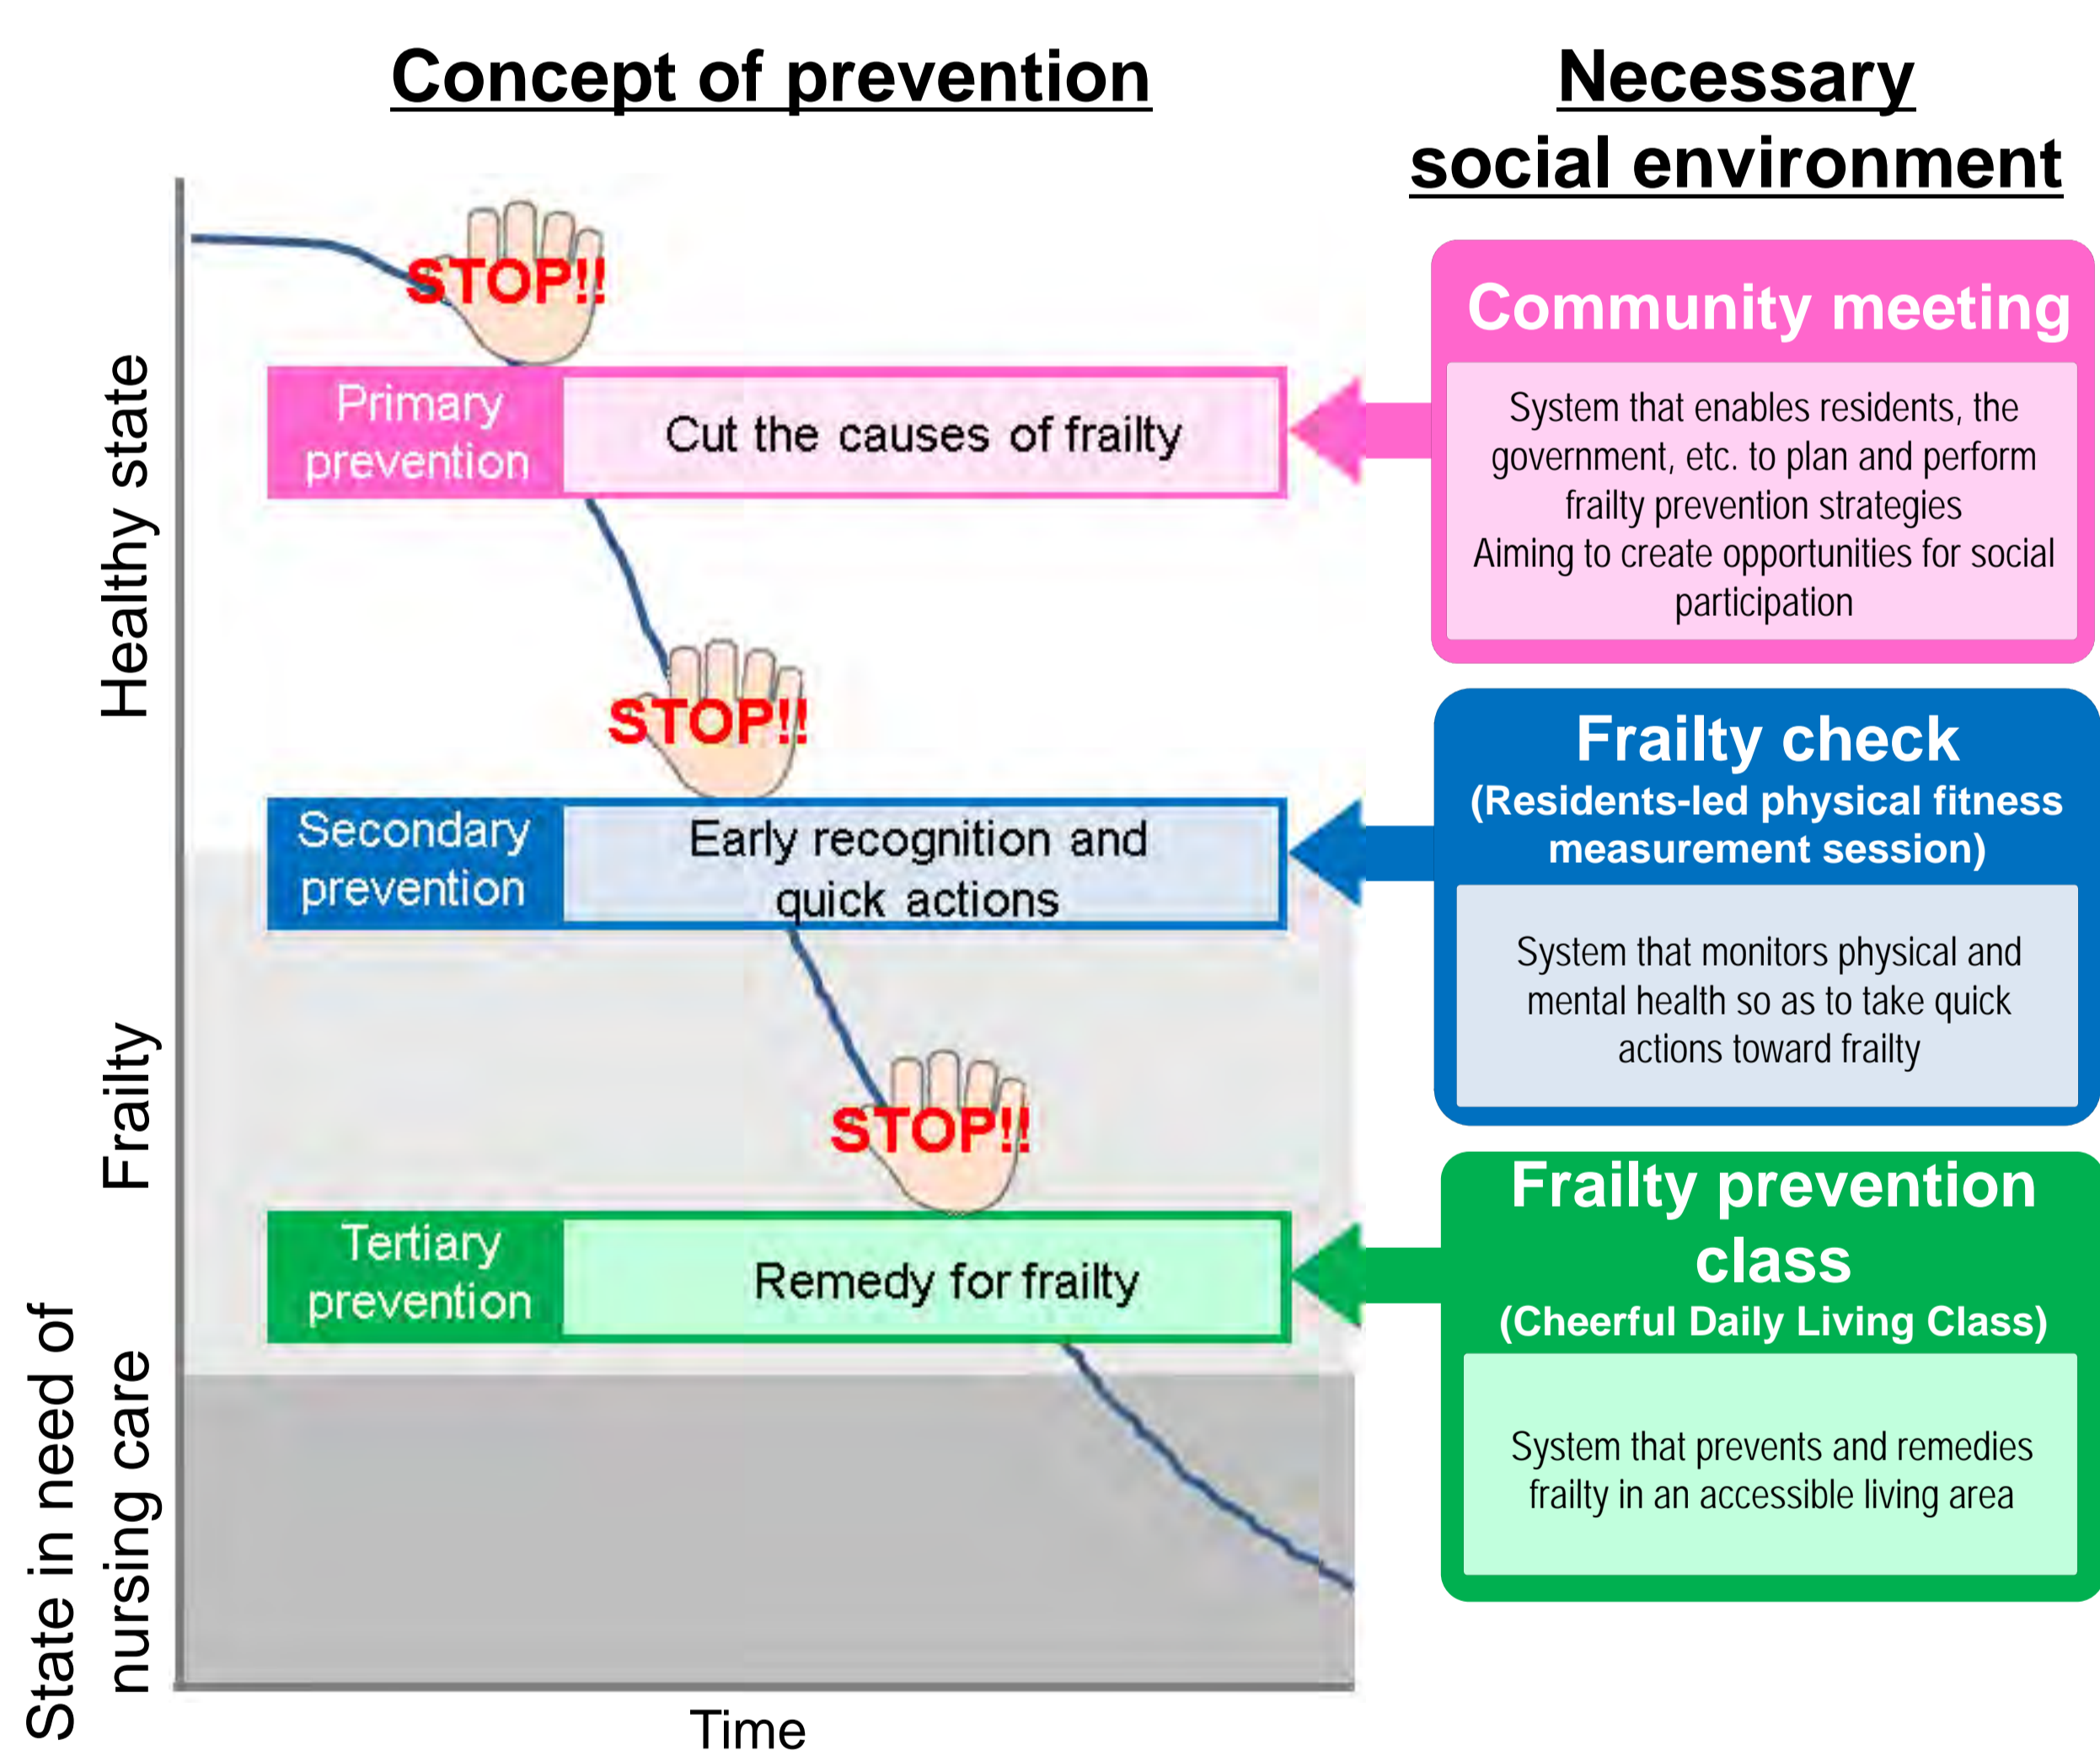 Concept of prevention
Necessary
social environment
Healthy state
Frailty
State in need of
nursing care
STOP!!
Primary
prevention
Cut the causes of frailty
STOP!!
Secondary
prevention
Early recognition and
quick actions
STOP!!
Tertiary
prevention
Remedy for frailty
Time
Community meeting
System that enables residents, the
government, etc. to plan and perform
frailty prevention strategies
Aiming to create opportunities for social
participation
Frailty check
(Residents-led physical fitness
measurement session)
System that monitors physical and
mental health so as to take quick
actions toward frailty
Frailty prevention
class
(Cheerful Daily Living Class)
System that prevents and remedies
frailty in an accessible living area